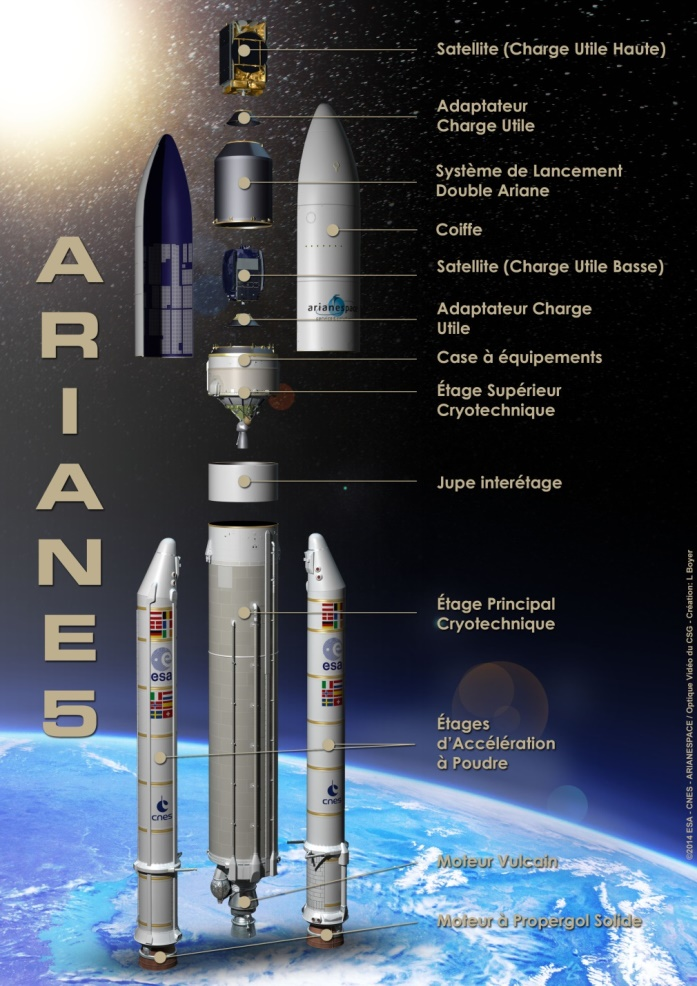 Satellite (Charge Utile Haute)
Adaptateur
Charge Utile
Système de Lancement
Double Ariane
Coiffe
Satellite (Charge Utile Basse)
Adaptateur Charge
Utile
Case à équipements
Étage Supérieur
Cryotechnique
Jupe interétage
Étage Principal
Cryotechnique
Étages
d'Accélération
à Poudre
Moteur Vulcain
Moteur à Propergol Solide
ARIANE5
arianespace
esa
esa
cnes
cnes
©2014 ESA - CNES - ARIANESPACE / Optique Vidéo du CSG - Création: L Boyer